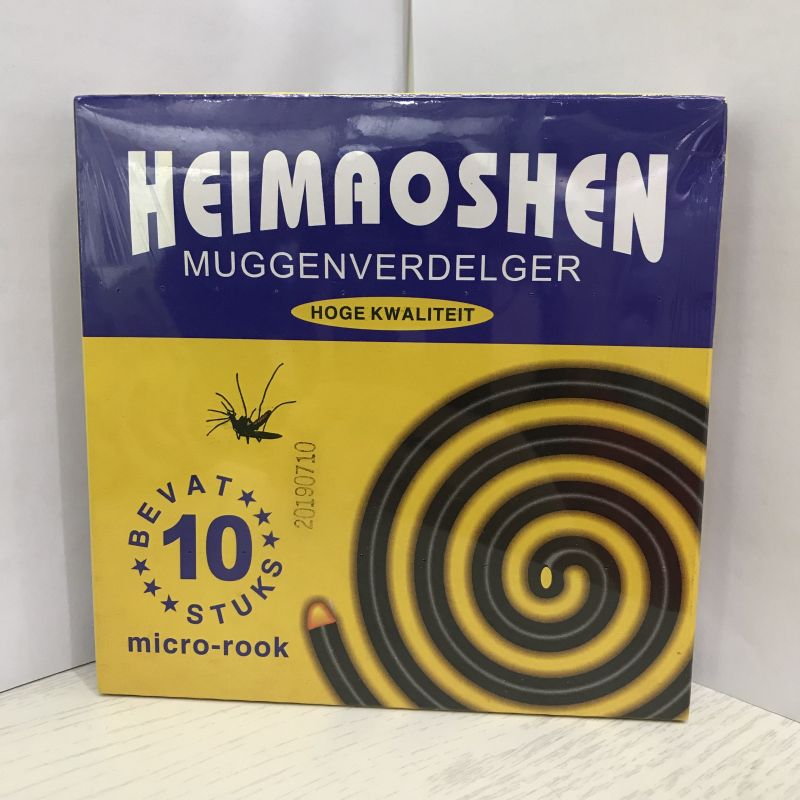 HEIMAOSHEN
MUGGENVERDELGER
HOGE KWALITEIT
20190710
BEVAT
10
STUKS
micro-rook